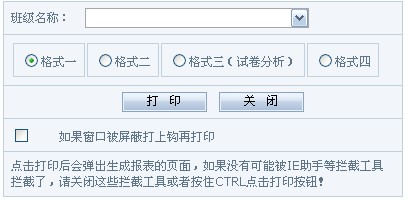 班级名称：
格式一 格式二 格式三（试卷分析） 格式四
打 印 关 闭
如果窗口被屏蔽打上钩再打印
点击打印后会弹出生成报表的页面，如果没有可能被IE助手等拦截工具
拦截了，请关闭这些拦截工具或者按住CTRL点击打印按钮！